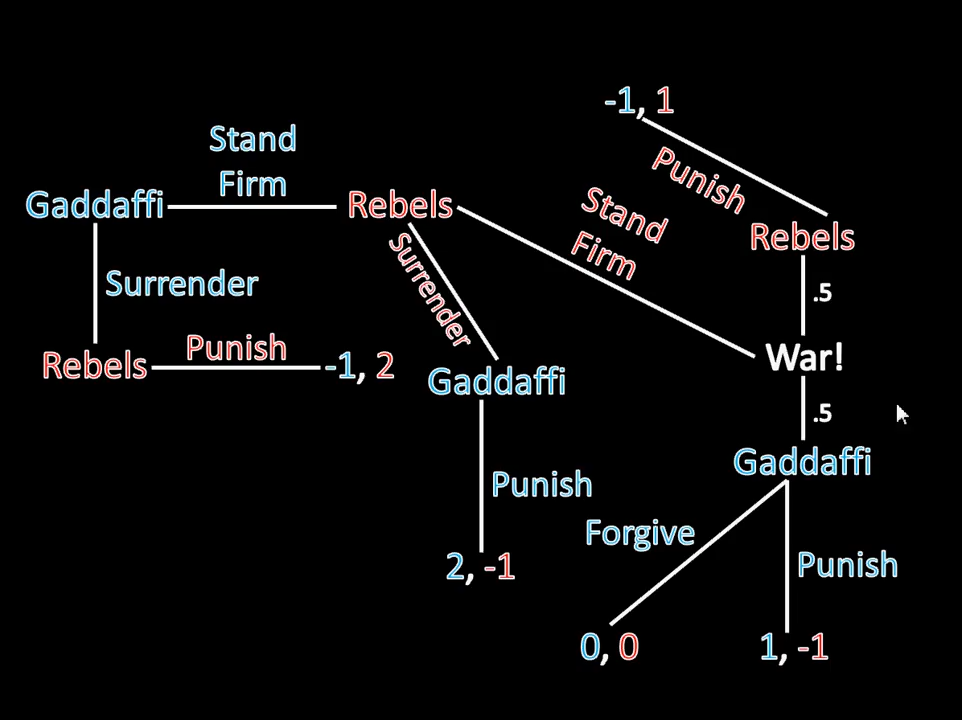 -1, 1
Stand
Firm
Punish
Gaddaffi
Rebels
Stand
Firm
Rebels
Surrender
Surrender
.5
Rebels
Punish
-1, 2
War!
Gaddaffi
.5
Gaddaffi
Punish
Forgive
Punish
2, -1
0, 0
1, -1